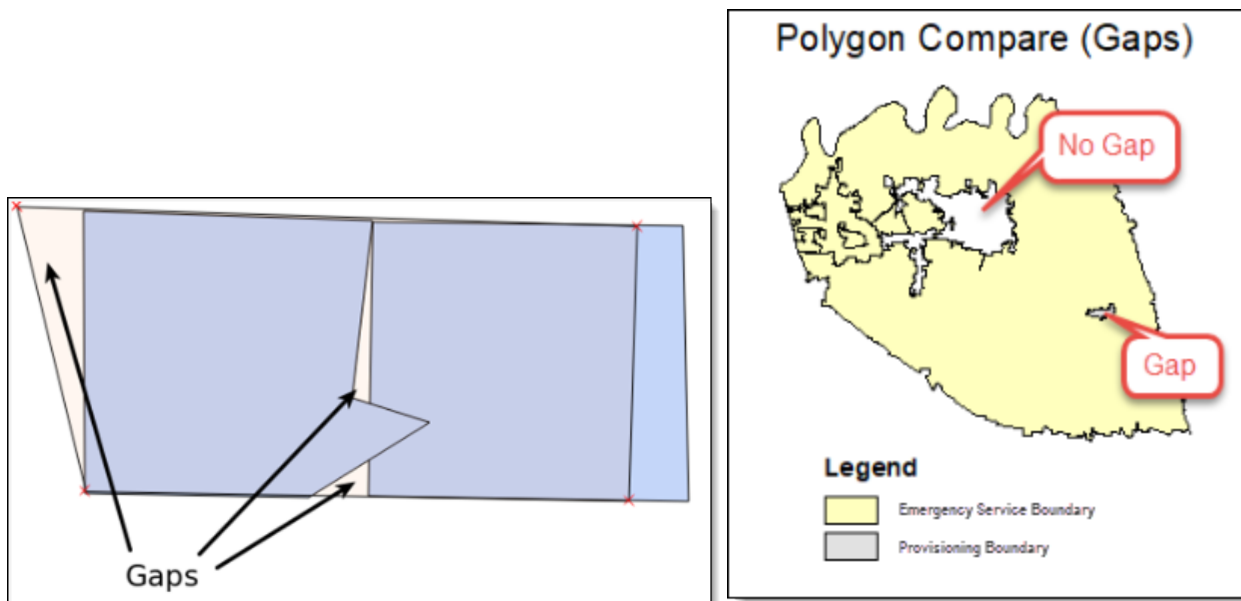 Gaps
Polygon Compare (Gaps)
No Gap
Gap
Legend
Emergency Service Boundary
Provisioning Boundary